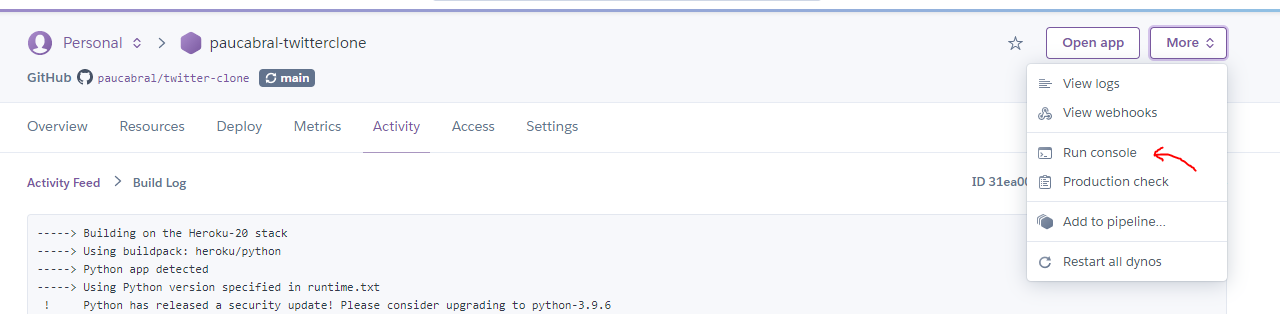 Personal paucabral-twitterclone Open app More
GitHub paucabral/twitter-clone main
View logs
View webhooks
Run console
Production check
Add to pipeline...
Restart all dynos
Overview Resources Deploy Metrics Activity Access Settings
Activity Feed Build Log ID 31ea00
-----> Building on the Heroku-20 stack
-----> Using buildpack: heroku/python
-----> Python app detected
-----> Using Python version specified in runtime.txt
! Python has released a security update! Please consider upgrading to python-3.9.6